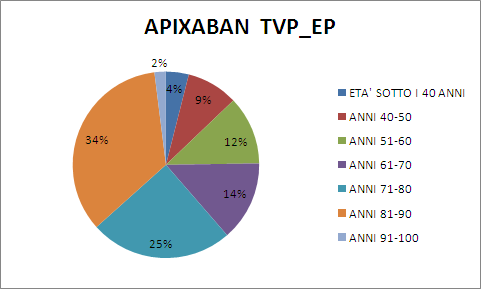 APIXABAN TVP_EP
2%
4%
9%
12%
14%
25%
34%
ETA' SOTTO I 40 ANNI
ANNI 40-50
ANNI 51-60
ANNI 61-70
ANNI 71-80
ANNI 81-90
ANNI 91-100